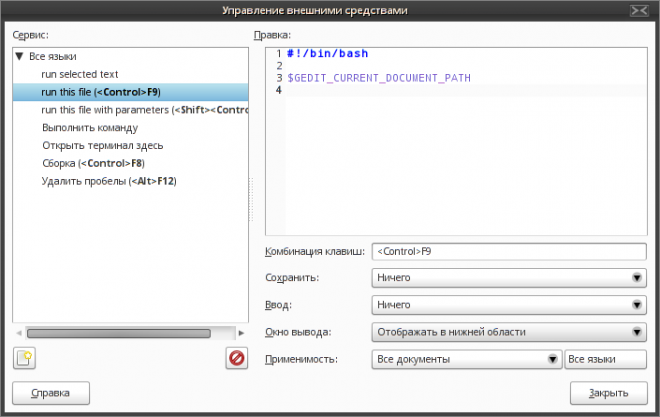 Управление внешними средствами
Сервис:
Все языки
run selected text
run this file (<Control>F9)
run this file with parameters (<Shift><Contro
Выполнить команду
Открыть терминал здесь
Сборка (<Control>F8)
Удалить пробелы (<Alt>F12)
Правка:
1 #!/bin/bash
2
3 $GEDIT_CURRENT_DOCUMENT_PATH
4
Комбинация клавиш: <Control>F9
Сохранить: Ничего
Ввод: Ничего
Окно вывода: Отображать в нижней области
Применимость: Все документы Все языки
Справка
Закрыть